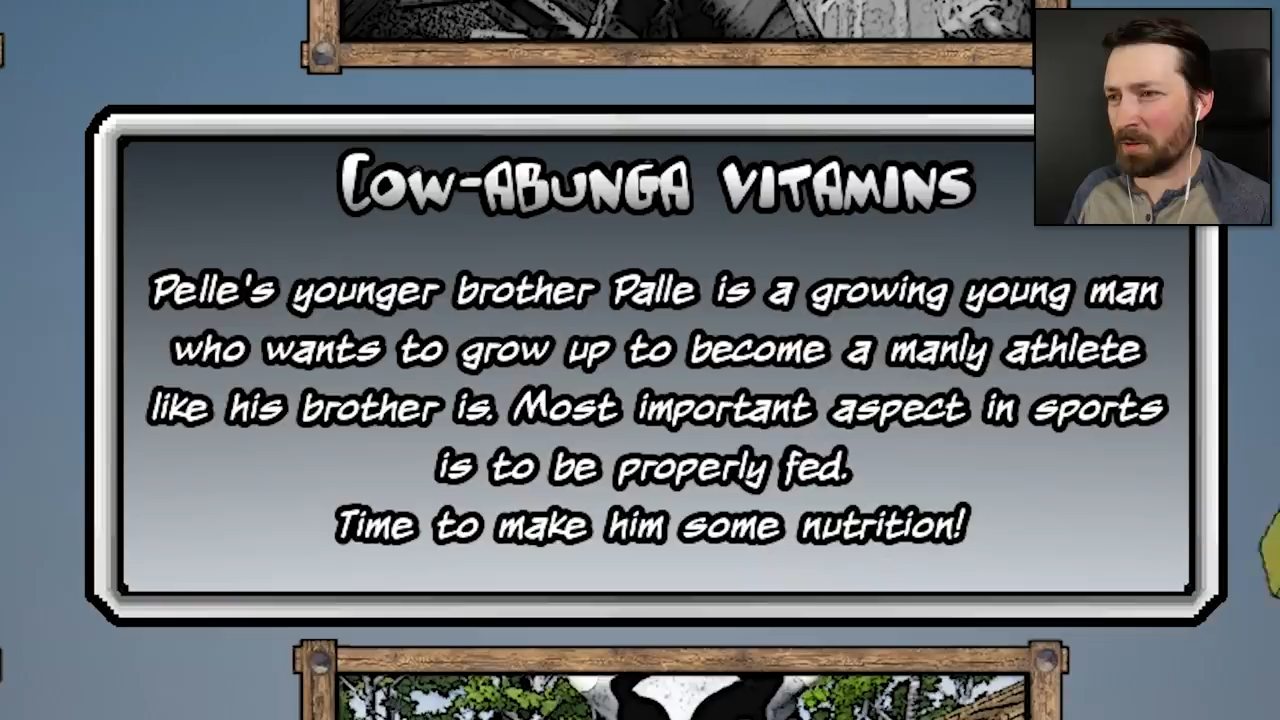 Cow-abunga vitamins
Pelle's younger brother Palle is a growing young man
who wants to grow up to become a manly athlete
like his brother is. Most important aspect in sports
is to be properly fed.
Time to make him some nutrition!